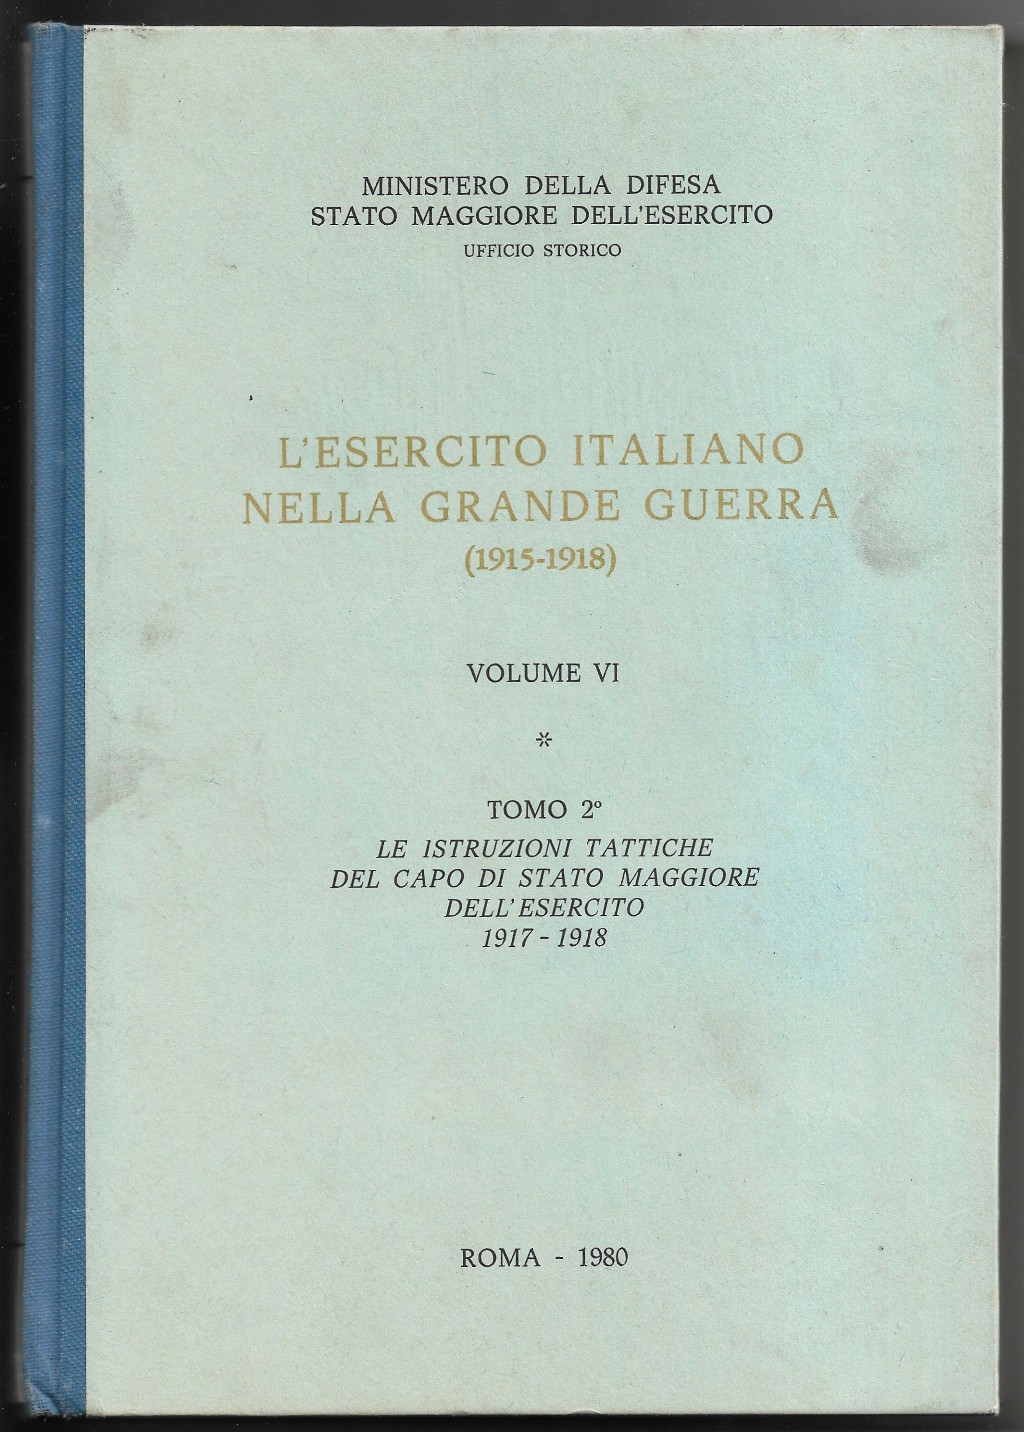 MINISTERO DELLA DIFESA
STATO MAGGIORE DELL'ESERCITO
UFFICIO STORICO
L'ESERCITO ITALIANO
NELLA GRANDE GUERRA
(1915-1918)
VOLUME VI
*
TOMO 2º
LE ISTRUZIONI TATTICHE
DEL CAPO DI STATO MAGGIORE
DELL'ESERCITO
1917 - 1918
ROMA - 1980